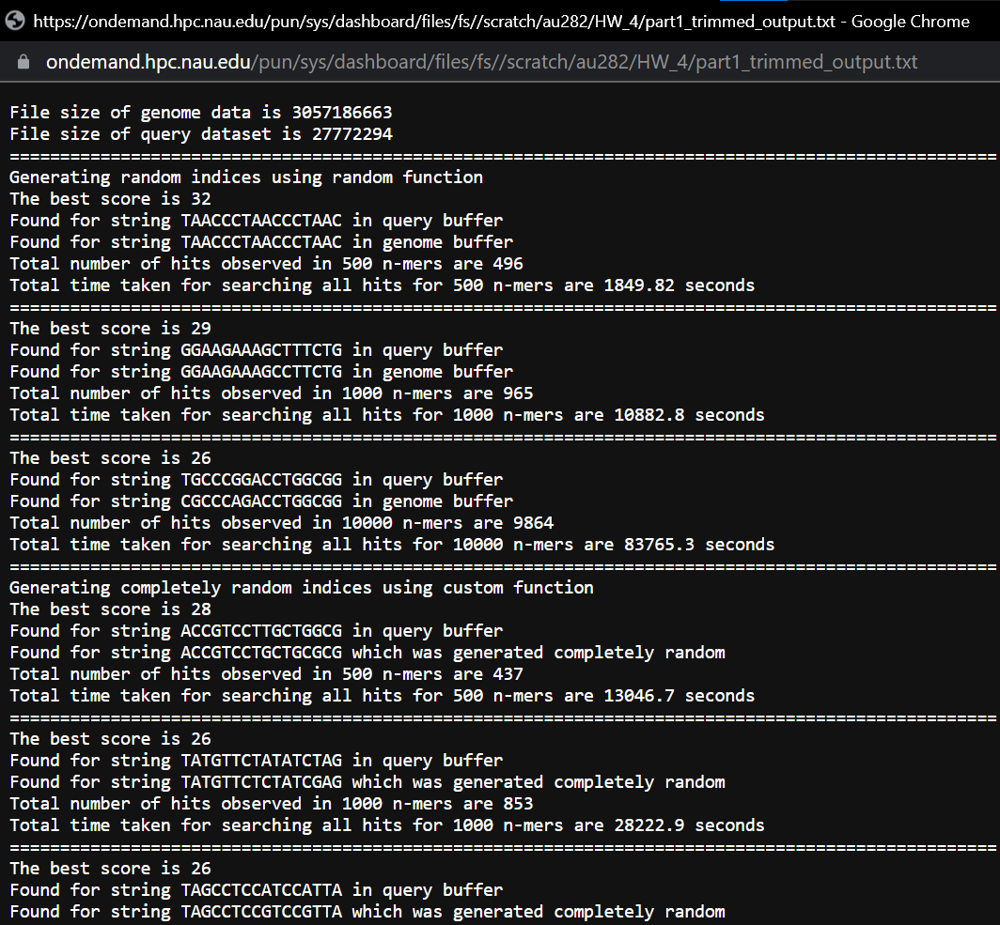 https://ondemand.hpc.nau.edu/pun/sys/dashboard/files/fs//scratch/au282/HW_4/part1_trimmed_output.txt - Google Chrome
ondemand.hpc.nau.edu/pun/sys/dashboard/files/fs//scratch/au282/HW_4/part1_trimmed_output.txt
File size of genome data is 3057186663
File size of query dataset is 27772294
==================================================================================================
Generating random indices using random function
The best score is 32
Found for string TAACCCTAACCCTAAC in query buffer
Found for string TAACCCTAACCCTAAC in genome buffer
Total number of hits observed in 500 n-mers are 496
Total time taken for searching all hits for 500 n-mers are 1849.82 seconds
==================================================================================================
The best score is 29
Found for string GGAAGAAAGCTTTCTG in query buffer
Found for string GGAAGAAAGCCTTCTG in genome buffer
Total number of hits observed in 1000 n-mers are 965
Total time taken for searching all hits for 1000 n-mers are 10882.8 seconds
==================================================================================================
The best score is 26
Found for string TGCCCGGACCTGGCGG in query buffer
Found for string CGCCCAGACCTGGCGG in genome buffer
Total number of hits observed in 10000 n-mers are 9864
Total time taken for searching all hits for 10000 n-mers are 83765.3 seconds
==================================================================================================
Generating completely random indices using custom function
The best score is 28
Found for string ACCGTCCTTGCTGGCG in query buffer
Found for string ACCGTCCTGCTGCGCG which was generated completely random
Total number of hits observed in 500 n-mers are 437
Total time taken for searching all hits for 500 n-mers are 13046.7 seconds
==================================================================================================
The best score is 26
Found for string TATGTTCTATATCTAG in query buffer
Found for string TATGTTCTCTATCGAG which was generated completely random
Total number of hits observed in 1000 n-mers are 853
Total time taken for searching all hits for 1000 n-mers are 28222.9 seconds
==================================================================================================
The best score is 26
Found for string TAGCCTCCATCCATTA in query buffer
Found for string TAGCCTCCGTCCGTTA which was generated completely random